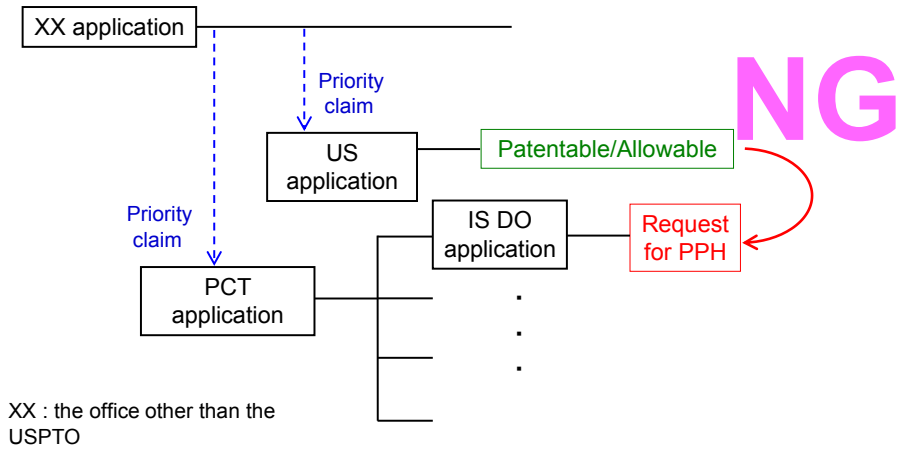 XX application
NG
Priority
claim
US
application
Patentable/Allowable
Priority
claim
IS DO
application
Request
for PPH
PCT
application
XX : the office other than the
USPTO